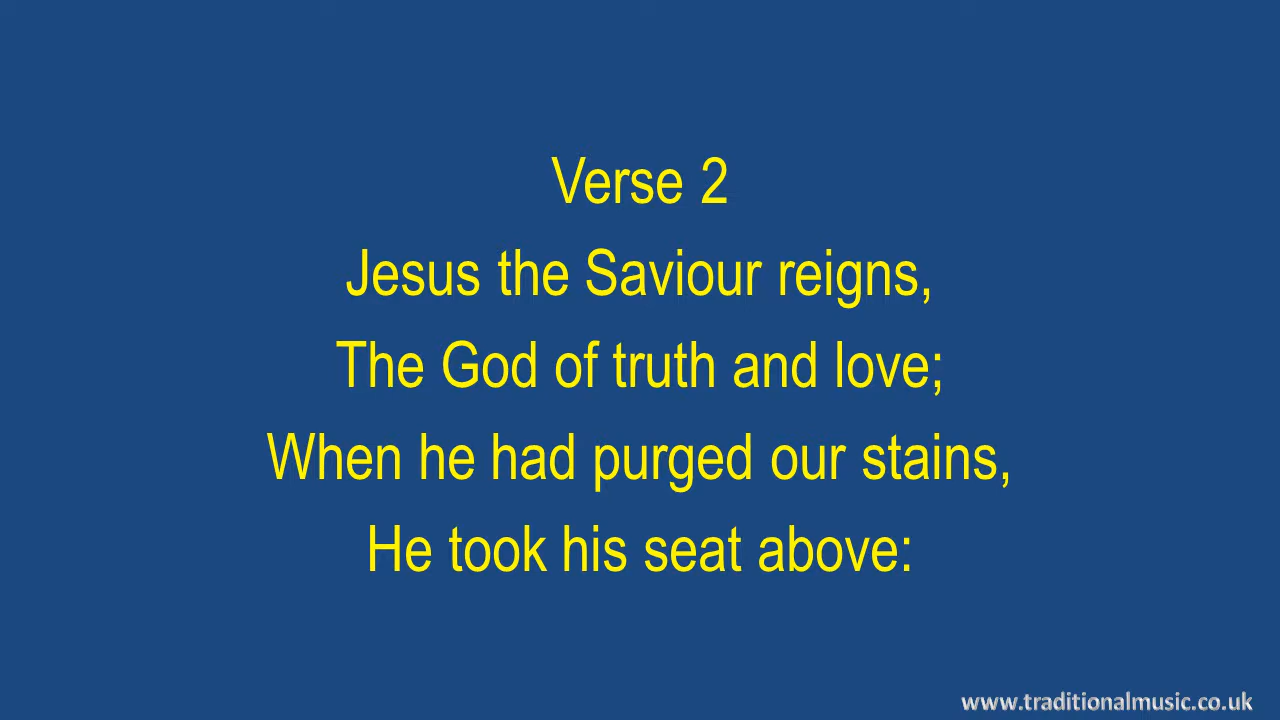 Verse 2
Jesus the Saviour reigns,
The God of truth and love;
When he had purged our stains,
He took his seat above:
www.traditionalmusic.co.uk